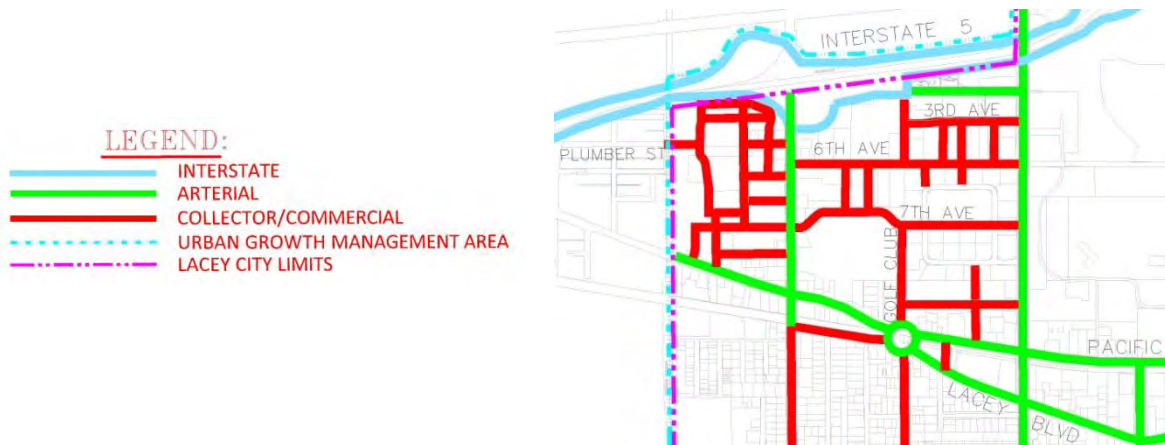 LEGEND:
INTERSTATE
ARTERIAL
COLLECTOR/COMMERCIAL
URBAN GROWTH MANAGEMENT AREA
LACEY CITY LIMITS
INTERSTATE 5
3RD AVE
PLUMBER ST
6TH AVE
7TH AVE
GOLF CLUB
PACIFIC
LACEY BLVD